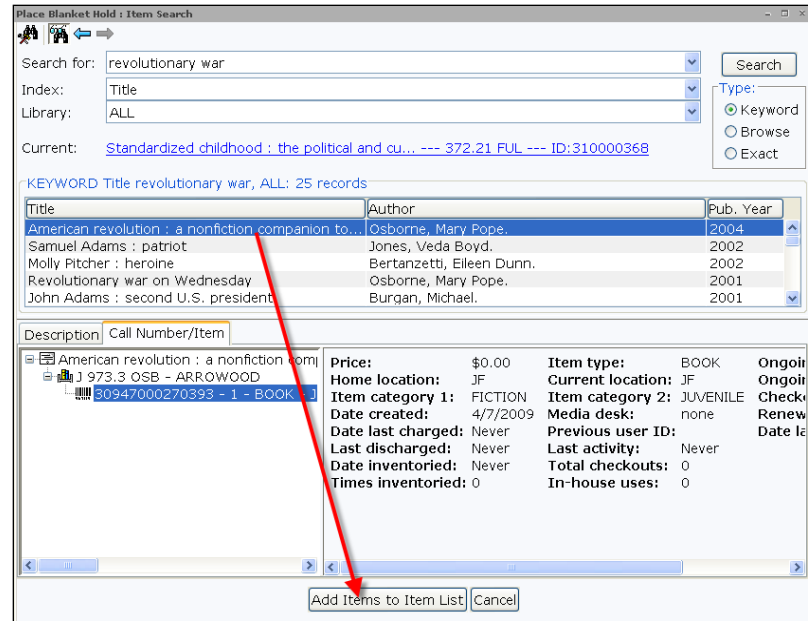 Place Blanket Hold : Item Search
Search for: revolutionary war Search
Index: Title Type:
Library: ALL Keyword
Browse
Current: Standardized childhood : the political and cu... --- 372.21 FUL --- ID:310000368 Exact
KEYWORD Title revolutionary war, ALL: 25 records
Title Author Pub. Year
American revolution : a nonfiction companion to... Osborne, Mary Pope. 2004
Samuel Adams : patriot Jones, Veda Boyd. 2002
Molly Pitcher : heroine Bertanzetti, Eileen Dunn. 2002
Revolutionary war on Wednesday Osborne, Mary Pope. 2001
John Adams : second U.S. president Burgan, Michael. 2001
Description Call Number/Item
American revolution : a nonfiction com Price: $0.00 Item type: BOOK Ongoin
J 973.3 OSB - ARROWOOD Home location: JF Current location: JF Ongoin
30947000270393 - 1 - BOOK - J Item category 1: FICTION Item category 2: JUVENILE Check
Date created: 4/7/2009 Media desk: none Renew
Date last charged: Never Previous user ID: Date la
Last discharged: Never Last activity: Never
Date inventoried: Never Total checkouts: 0
Times inventoried: 0 In-house uses: 0
Add Items to Item List Cancel